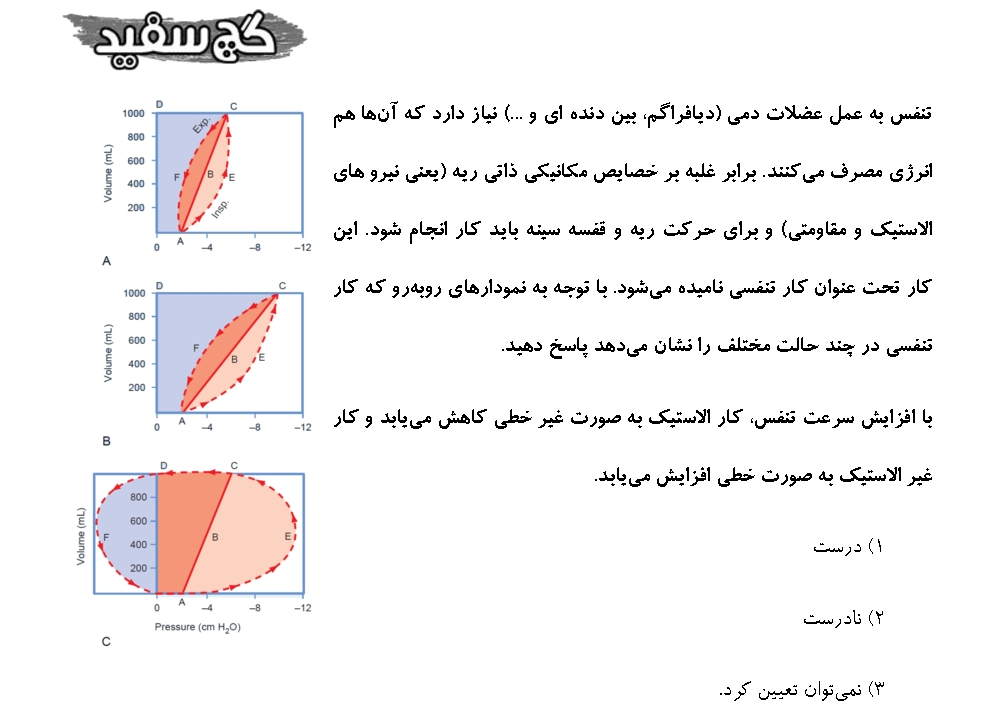 گچ سفید
تنفس به عمل عضلات دمی (دیافراگم، بین دنده ای و ...) نیاز دارد که آن‌ها هم
انرژی مصرف می‌کنند. برابر غلبه بر خصایص مکانیکی ذاتی ریه (یعنی نیرو های
الاستیک و مقاومتی) و برای حرکت ریه و قفسه سینه باید کار انجام شود. این
کار تحت عنوان کار تنفسی نامیده می‌شود. با توجه به نمودارهای روبه‌رو که کار
تنفسی در چند حالت مختلف را نشان می‌دهد پاسخ دهید.
با افزایش سرعت تنفس، کار الاستیک به صورت غیر خطی کاهش می‌یابد و کار
غیر الاستیک به صورت خطی افزایش می‌یابد.
۱) درست
۲) نادرست
۳) نمی‌توان تعیین کرد.
D C
1000
800
600
400
200
Volume (mL)
Exp.
F B E
Insp.
A
0 –4 –8 –12
A
D C
1000
800
600
400
200
Volume (mL)
F B E
A
0 –4 –8 –12
B
D C
800
600
400
200
Volume (mL)
F B E
A
0 –4 –8 –12
Pressure (cm H₂O)
C